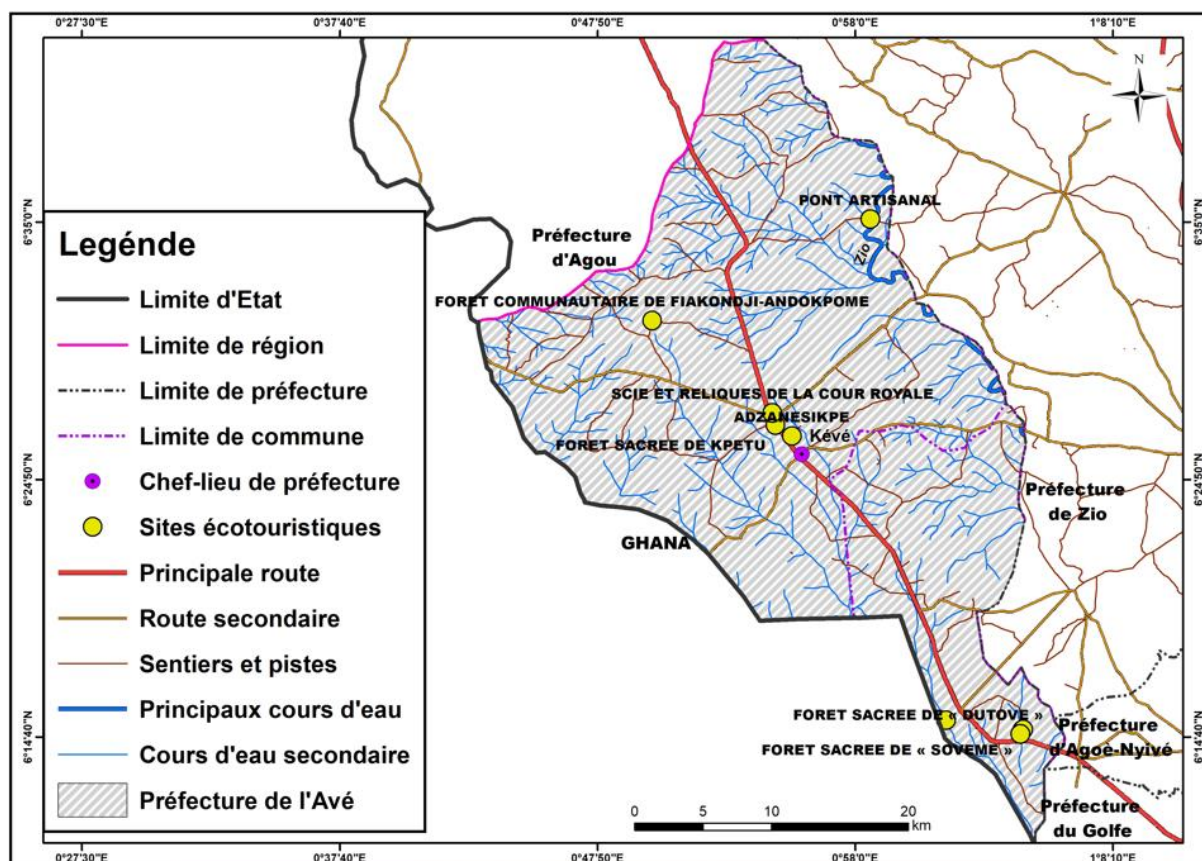 0°27'30"E 0°37'40"E 0°47'50"E 0°58'0"E 1°8'10"E
N
PONT ARTISANAL
6°35'0"N 6°35'0"N
Zio
Préfecture
d'Agou
FORET COMMUNAUTAIRE DE FIAKONDJI-ANDOKPOME
SCIE ET RELIQUES DE LA COUR ROYALE
ADZANESIKPE
FORET SACREE DE KPETU
Kévé
6°24'50"N 6°24'50"N
Préfecture
de Zio
GHANA
FORET SACREE DE « DUTOVE »
FORET SACREE DE « SOVEME »
Préfecture
d'Agoè-Nyivé
6°14'40"N 6°14'40"N
Préfecture
du Golfe
0 5 10 20
km
Legénde
Limite d'Etat
Limite de région
Limite de préfecture
Limite de commune
Chef-lieu de préfecture
Sites écotouristiques
Principale route
Route secondaire
Sentiers et pistes
Principaux cours d'eau
Cours d'eau secondaire
Préfecture de l'Avé
0°27'30"E 0°37'40"E 0°47'50"E 0°58'0"E 1°8'10"E